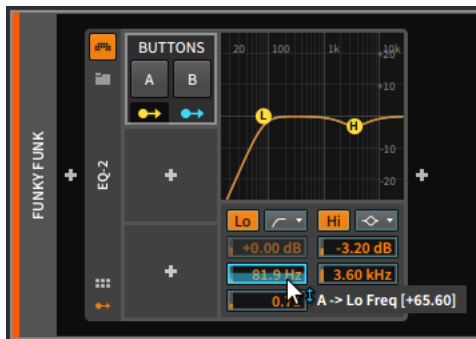 FUNKY FUNK
EQ-2
BUTTONS
A B
20 100 1k 10k
+20
+10
-10
-20
L
H
Lo Hi
+0.00 dB -3.20 dB
81.9 Hz 3.60 kHz
A -> Lo Freq [+65.60]